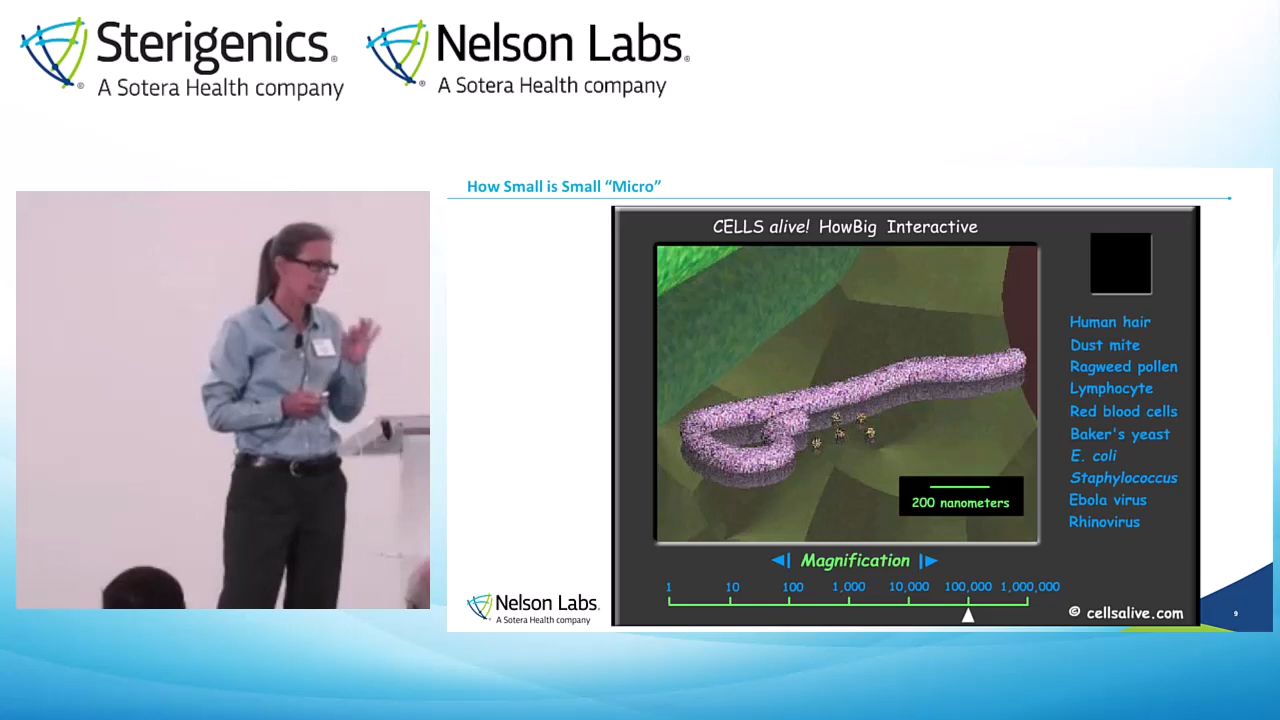 Sterigenics®
A Sotera Health company
Nelson Labs®
A Sotera Health company
How Small is Small “Micro”
CELLS alive! HowBig Interactive
Human hair
Dust mite
Ragweed pollen
Lymphocyte
Red blood cells
Baker's yeast
E. coli
Staphylococcus
Ebola virus
Rhinovirus
200 nanometers
Magnification
1 10 100 1,000 10,000 100,000 1,000,000
© cellsalive.com
Nelson Labs®
A Sotera Health company
9